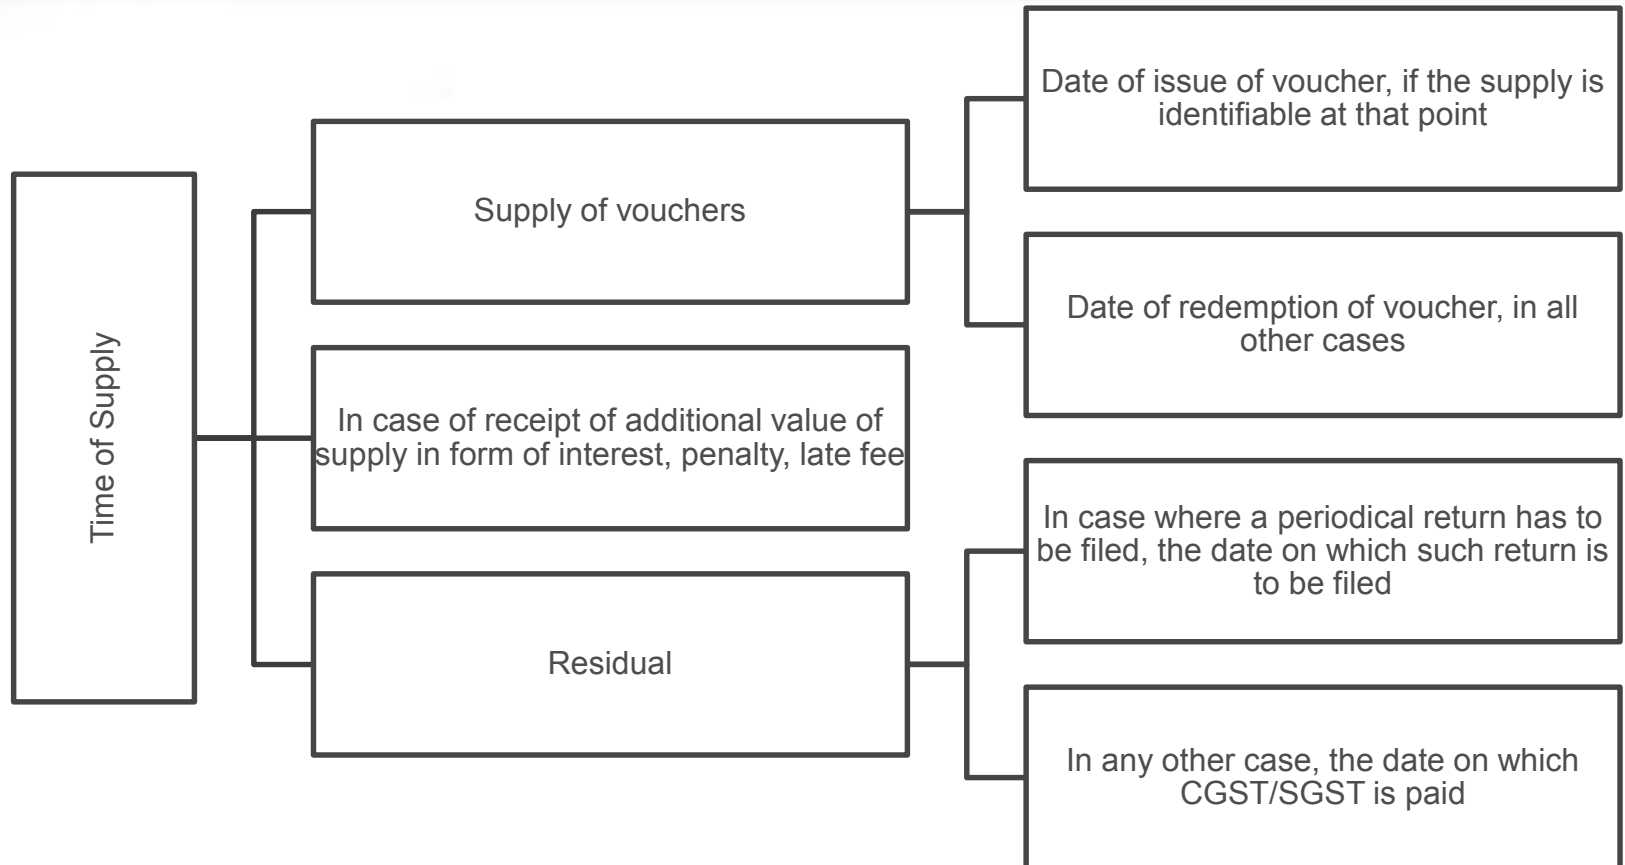 Time of Supply
Supply of vouchers
Date of issue of voucher, if the supply is
identifiable at that point
Date of redemption of voucher, in all
other cases
In case of receipt of additional value of
supply in form of interest, penalty, late fee
Residual
In case where a periodical return has to
be filed, the date on which such return is
to be filed
In any other case, the date on which
CGST/SGST is paid